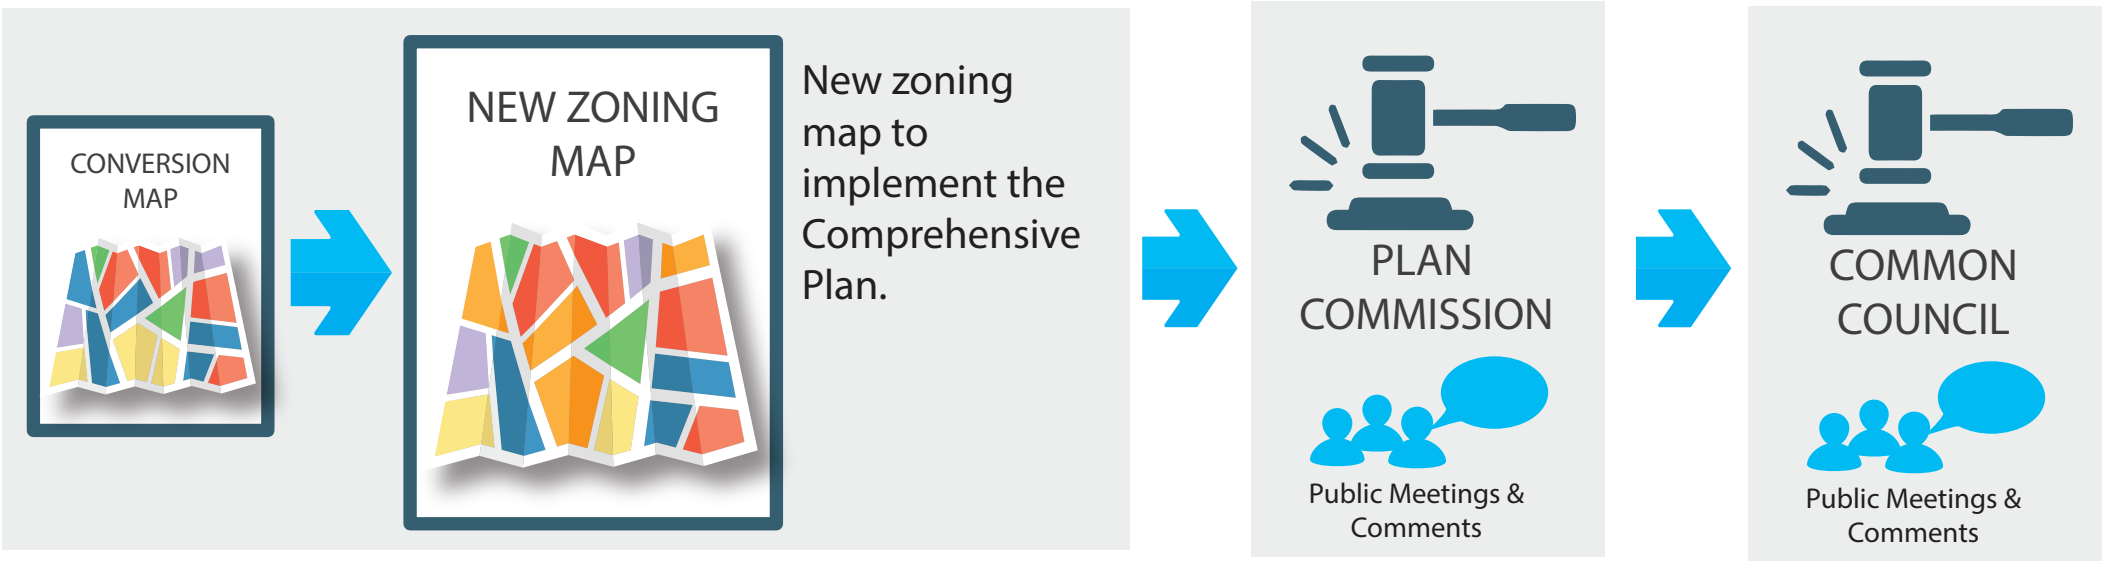 CONVERSION
MAP
NEW ZONING
MAP
New zoning
map to
implement the
Comprehensive
Plan.
PLAN
COMMISSION
Public Meetings &
Comments
COMMON
COUNCIL
Public Meetings &
Comments